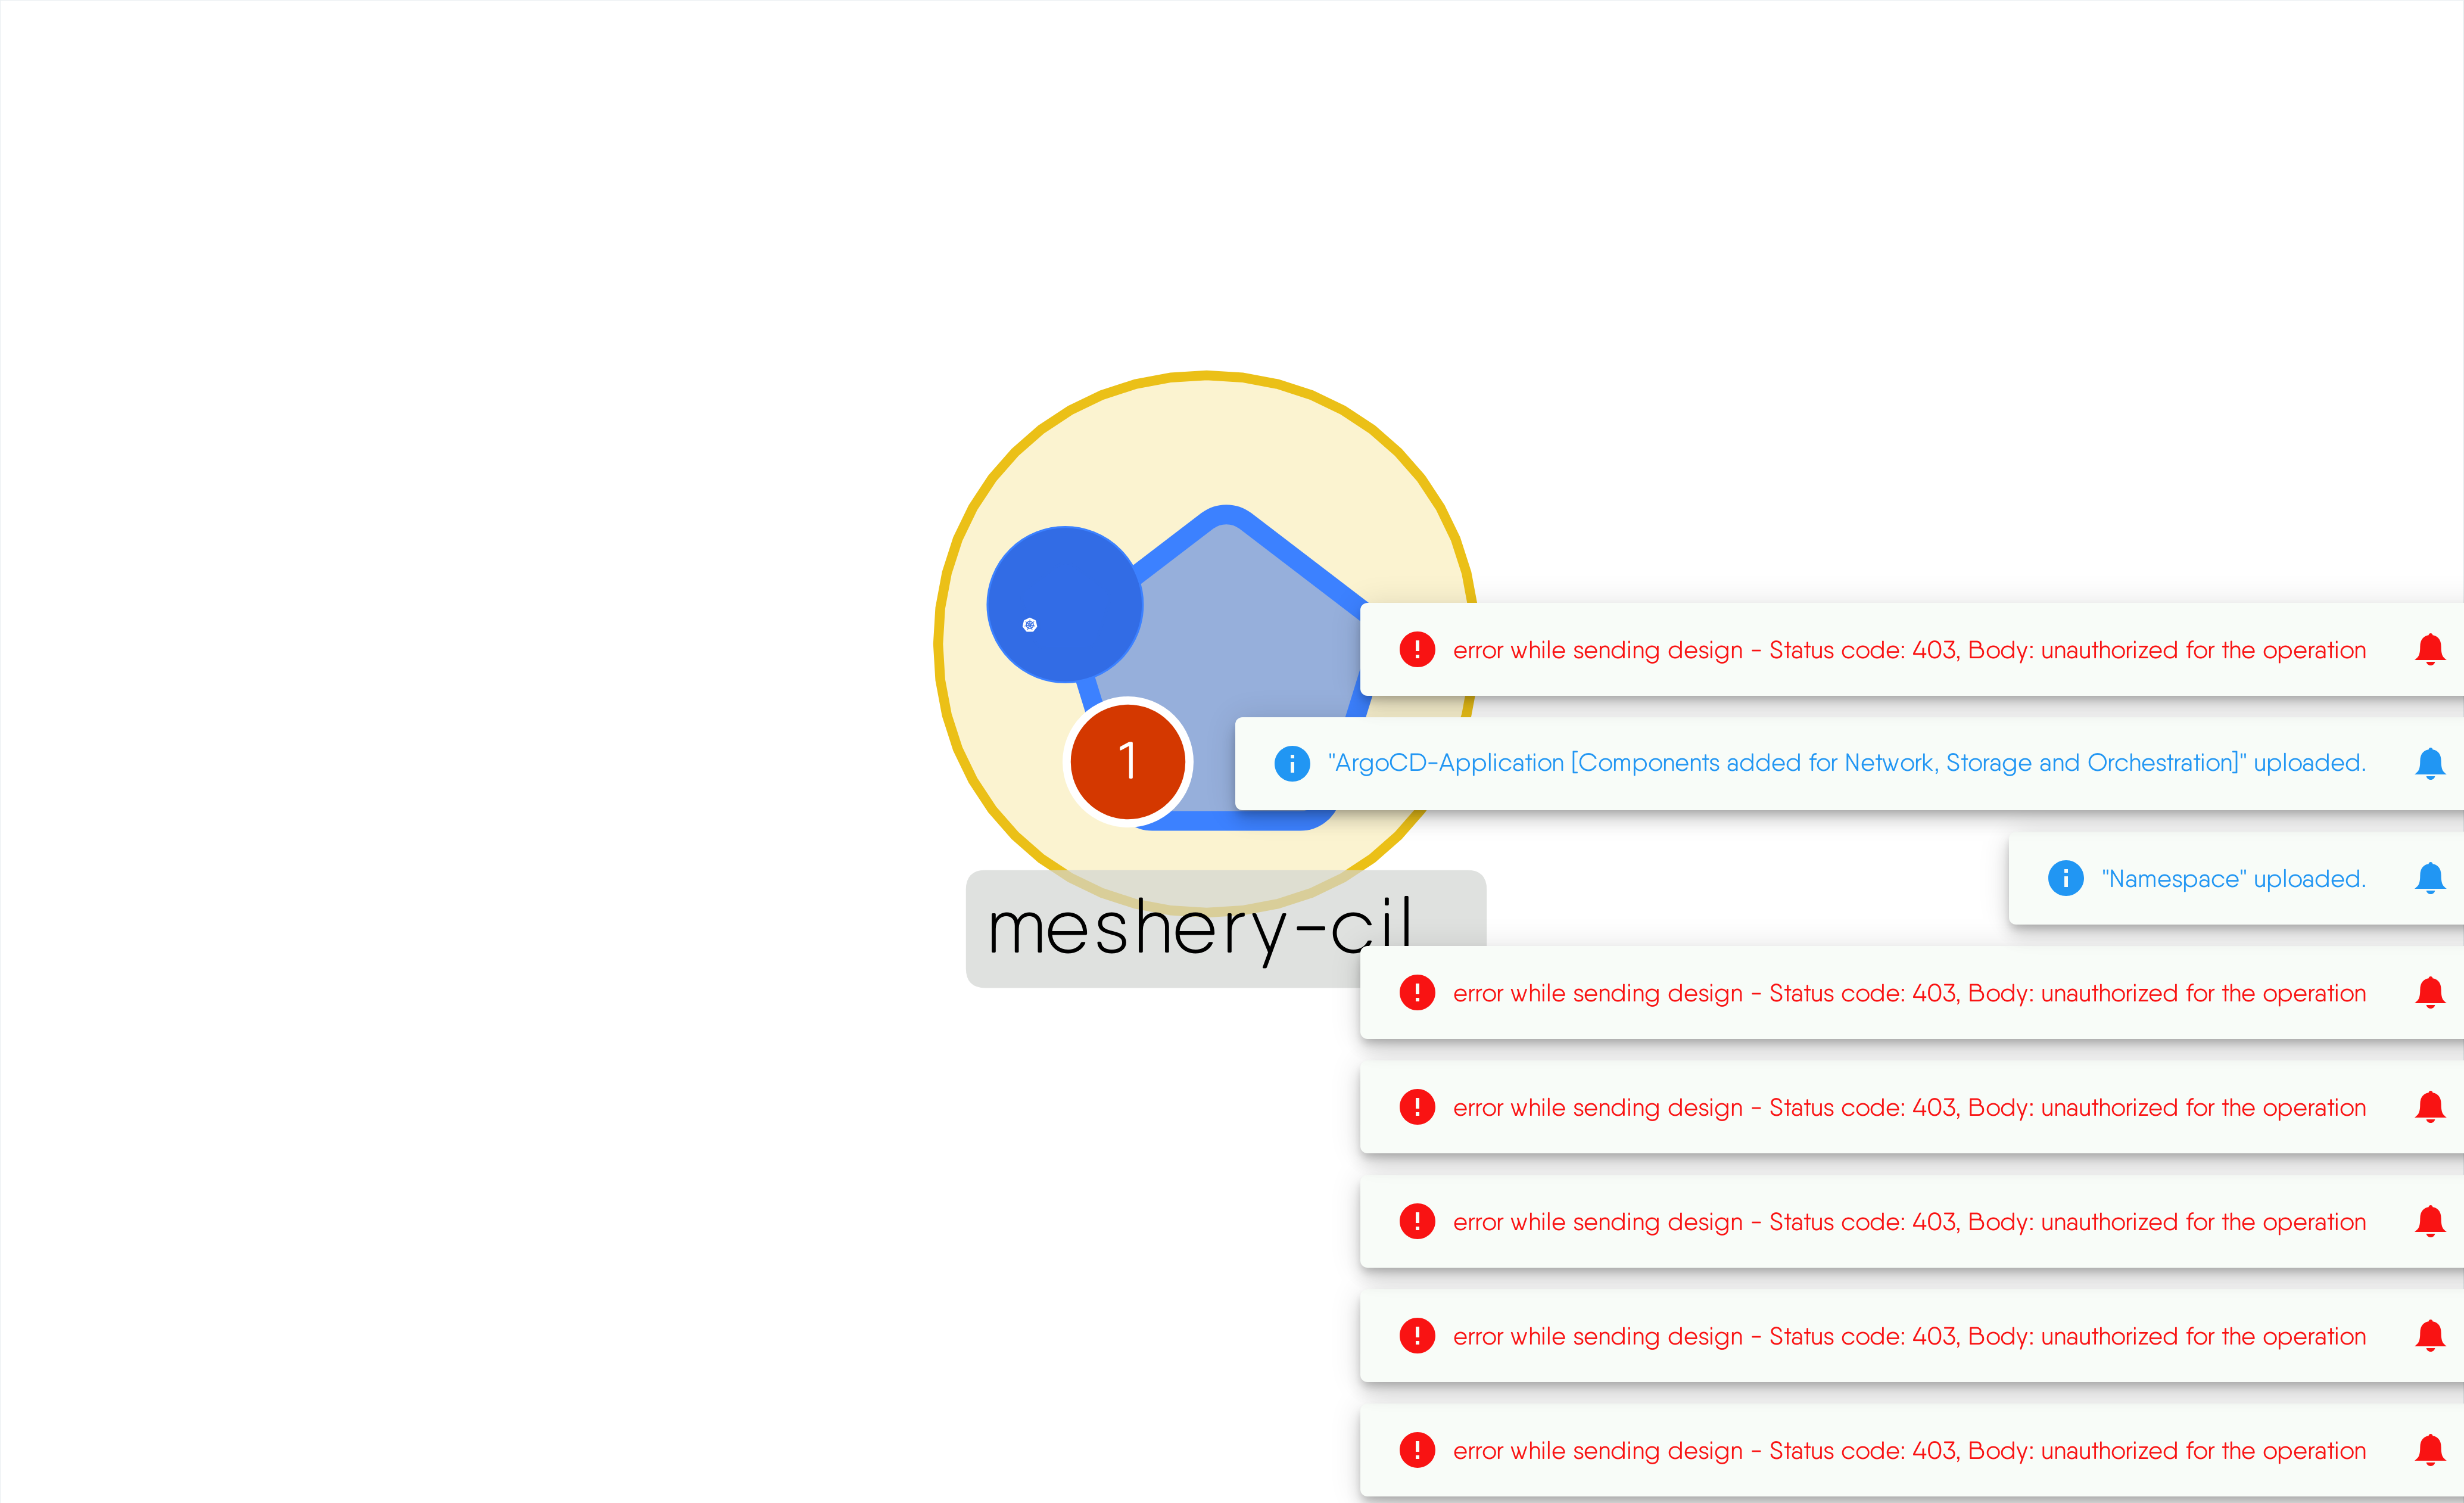 error while sending design - Status code: 403, Body: unauthorized for the operation
1
"ArgoCD-Application [Components added for Network, Storage and Orchestration]" uploaded.
"Namespace" uploaded.
meshery-cil
error while sending design - Status code: 403, Body: unauthorized for the operation
error while sending design - Status code: 403, Body: unauthorized for the operation
error while sending design - Status code: 403, Body: unauthorized for the operation
error while sending design - Status code: 403, Body: unauthorized for the operation
error while sending design - Status code: 403, Body: unauthorized for the operation